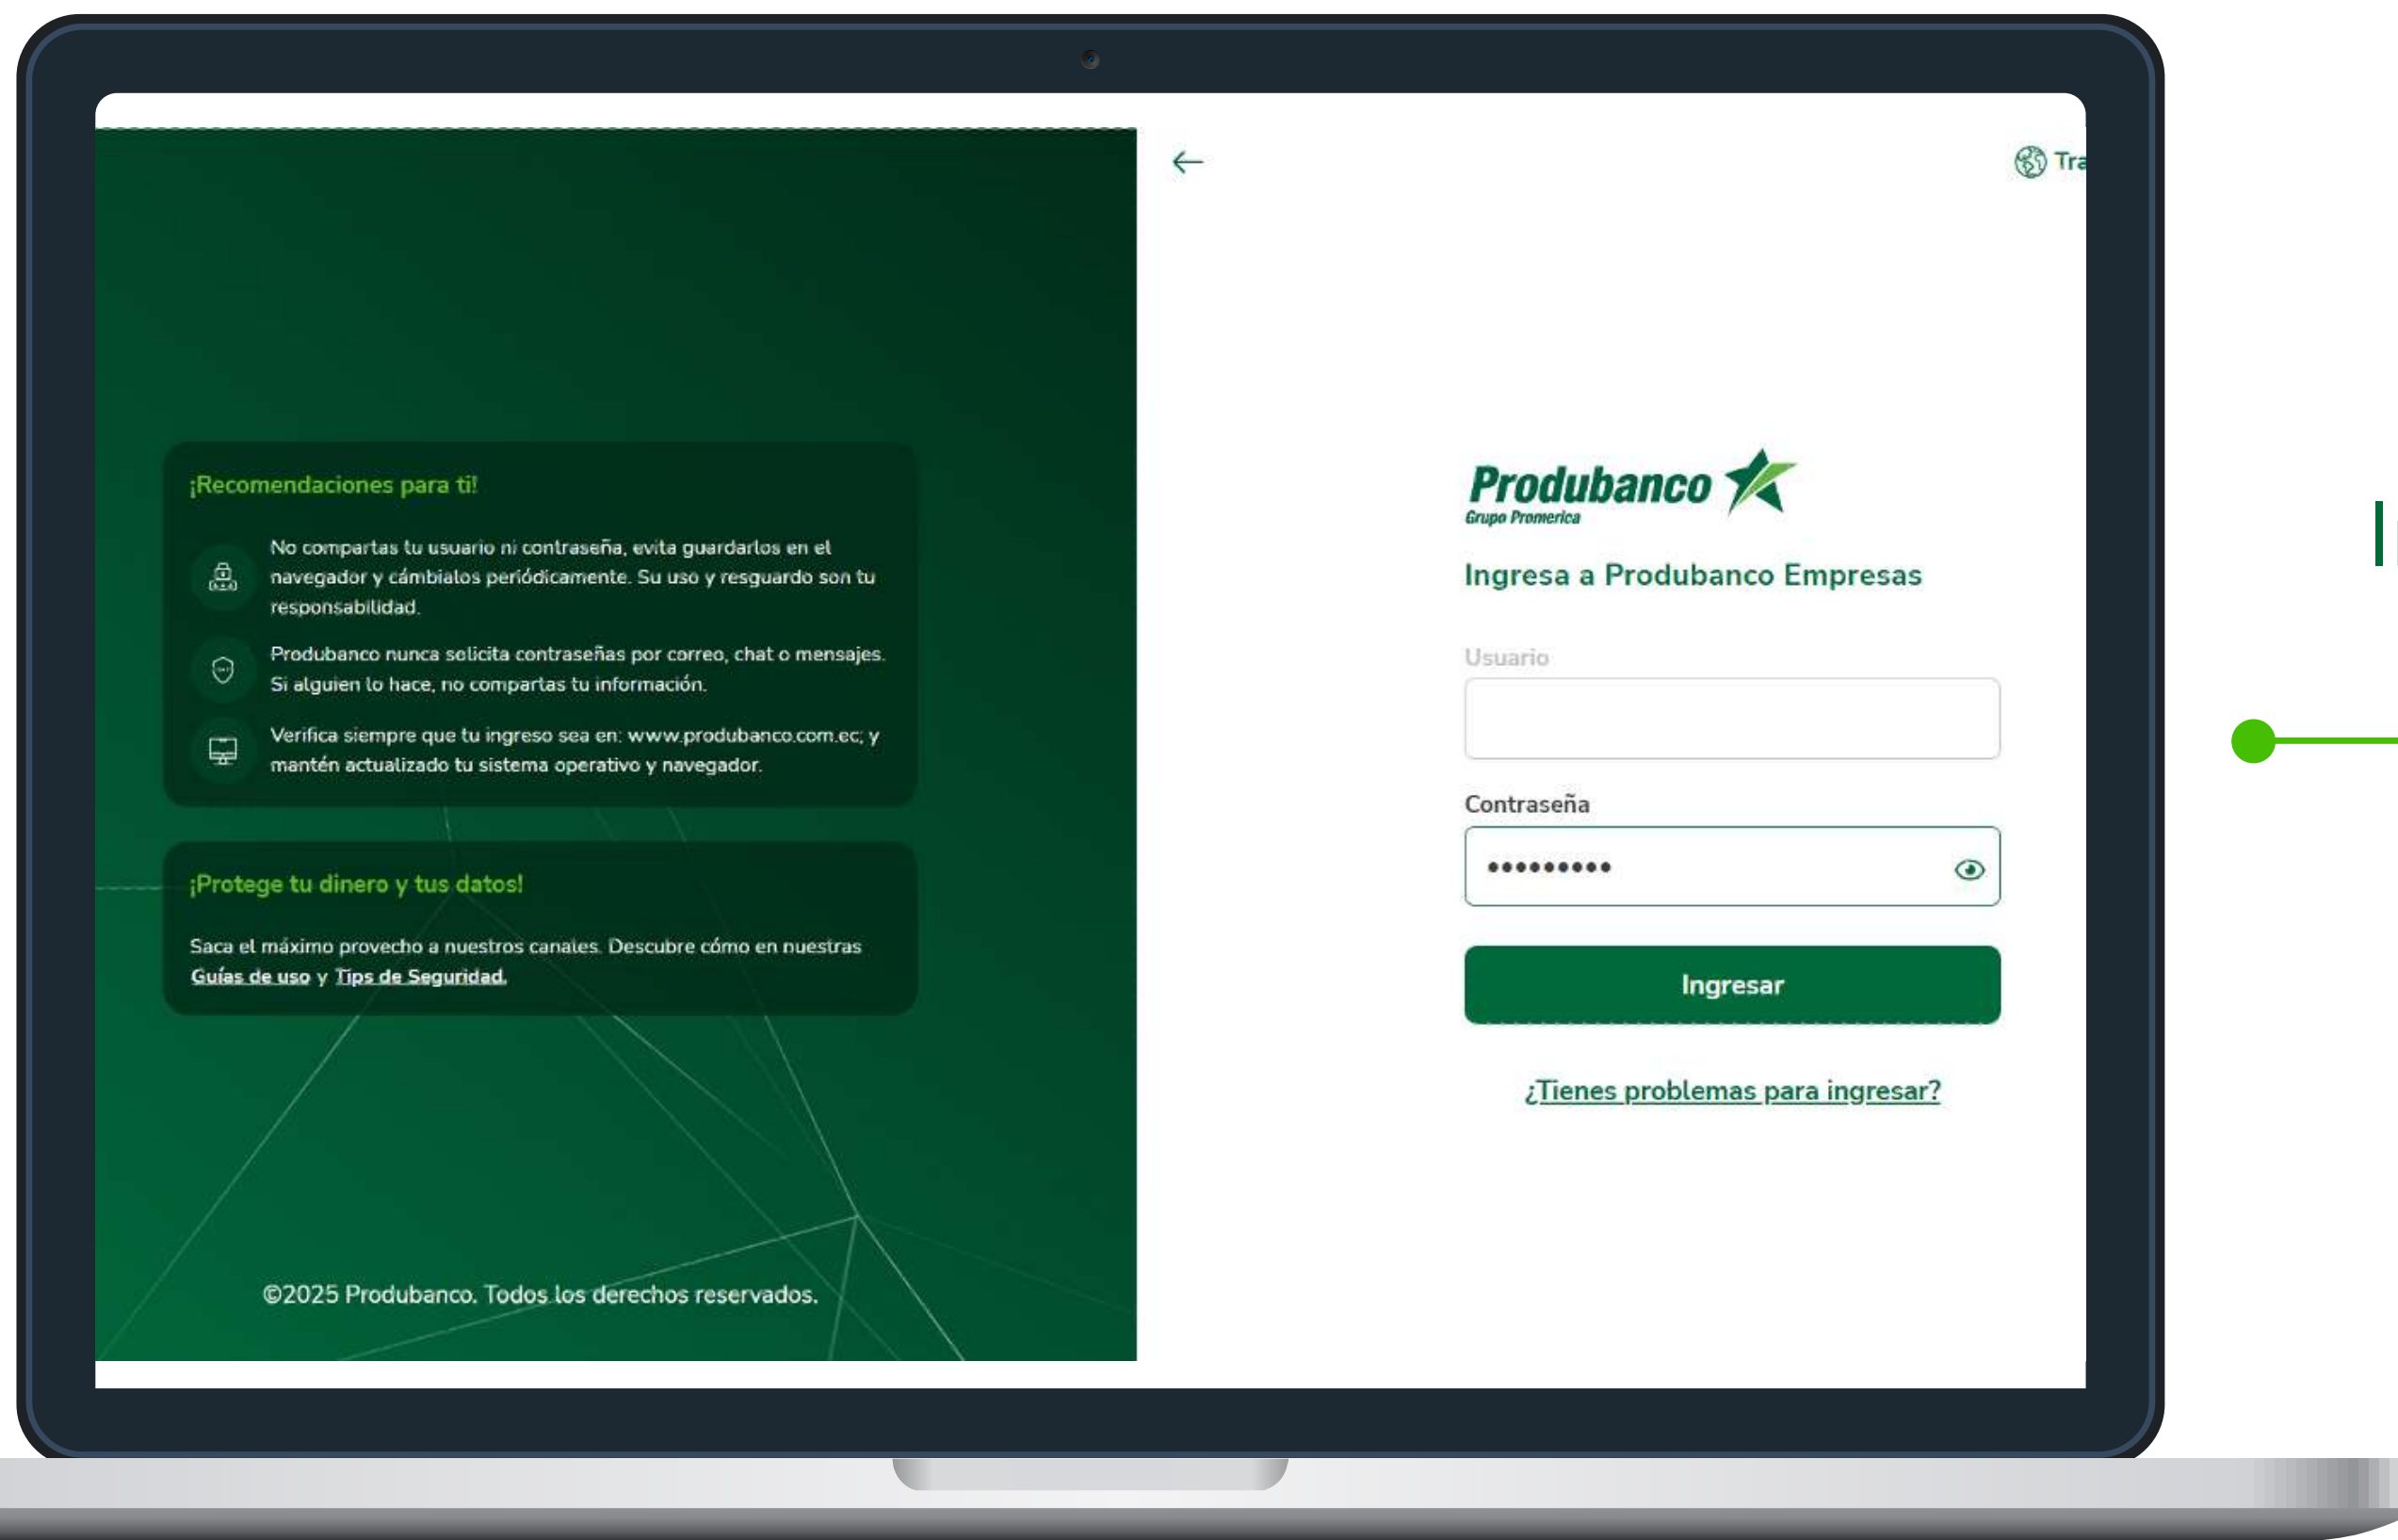 ¡Recomendaciones para ti!
No compartas tu usuario ni contraseña, evita guardarlos en el
navegador y cámbialos periódicamente. Su uso y resguardo son tu
responsabilidad.
Produbanco nunca solicita contraseñas por correo, chat o mensajes.
Si alguien lo hace, no compartas tu información.
Verifica siempre que tu ingreso sea en: www.produbanco.com.ec; y
mantén actualizado tu sistema operativo y navegador.
¡Protege tu dinero y tus datos!
Saca el máximo provecho a nuestros canales. Descubre cómo en nuestras
Guías de uso y Tips de Seguridad.
©2025 Produbanco. Todos los derechos reservados.
Tra
Produbanco
Grupo Promerica
Ingresa a Produbanco Empresas
Usuario
Contraseña
•••••••••
Ingresar
¿Tienes problemas para ingresar?